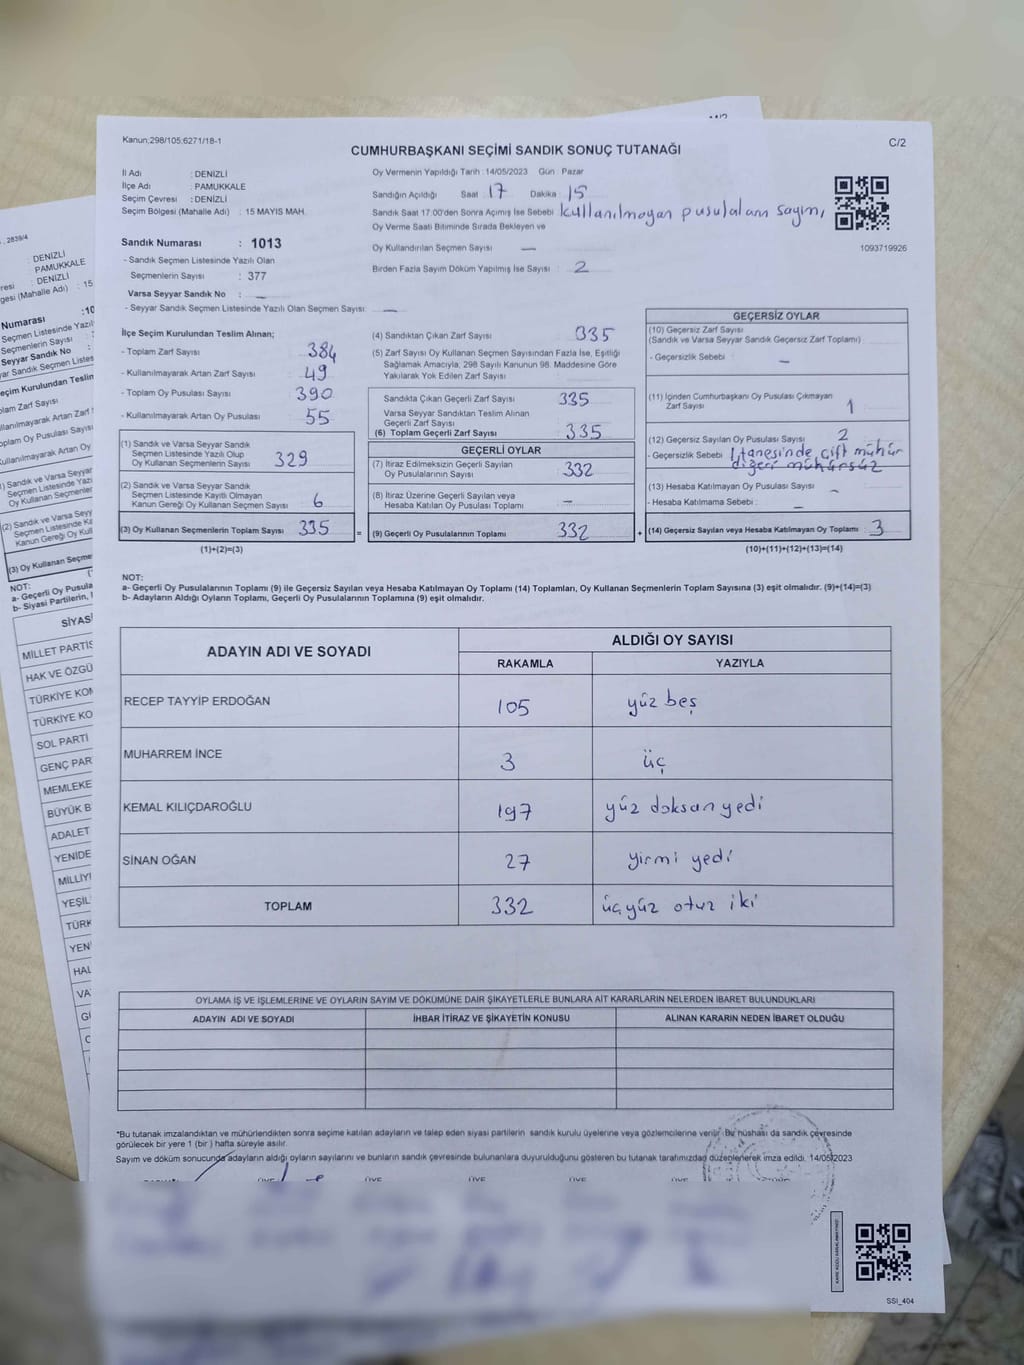 Kanun:298/105:6271/18-1
C/2
CUMHURBAŞKANI SEÇİMİ SANDIK SONUÇ TUTANAĞI
İl Adı : DENİZLİ
İlçe Adı : PAMUKKALE
Seçim Çevresi : DENİZLİ
Seçim Bölgesi (Mahalle Adı) : 15 MAYIS MAH.
Sandık Numarası : 1013
- Sandık Seçmen Listesinde Yazılı Olan
Seçmenlerin Sayısı : 377
Varsa Seyyar Sandık No : —
- Seyyar Sandık Seçmen Listesinde Yazılı Olan Seçmen Sayısı: —
Oy Vermenin Yapıldığı Tarih : 14/05/2023 Gün : Pazar
Sandığın Açıldığı Saat : 17 Dakika : 15
Sandık Saat 17:00'den Sonra Açımış İse Sebebi kullanılmayan pusulaların sayım,
Oy Verme Saati Bitiminde Sırada Bekleyen ve
Oy Kullandırılan Seçmen Sayısı —
Birden Fazla Sayım Döküm Yapılmış İse Sayısı : 2
1093719926
İlçe Seçim Kurulundan Teslim Alınan;
- Toplam Zarf Sayısı : 384
- Kullanılmayarak Artan Zarf Sayısı : 49
- Toplam Oy Pusulası Sayısı : 390
- Kullanılmayarak Artan Oy Pusulası : 55
(1) Sandık ve Varsa Seyyar Sandık
Seçmen Listesinde Yazılı Olup
Oy Kullanan Seçmenlerin Sayısı 329
(2) Sandık ve Varsa Seyyar Sandık
Seçmen Listesinde Kayıtlı Olmayan
Kanun Gereği Oy Kullanan Seçmen Sayısı : 6
(3) Oy Kullanan Seçmenlerin Toplam Sayısı : 335
(1)+(2)=(3)
(4) Sandıktan Çıkan Zarf Sayısı : 335
(5) Zarf Sayısı Oy Kullanan Seçmen Sayısından Fazla İse, Eşitliği
Sağlamak Amacıyla, 298 Sayılı Kanunun 98. Maddesine Göre
Yakılarak Yok Edilen Zarf Sayısı :
Sandıkta Çıkan Geçerli Zarf Sayısı : 335
Varsa Seyyar Sandıktan Teslim Alınan
Geçerli Zarf Sayısı :
(6) Toplam Geçerli Zarf Sayısı : 335
GEÇERLİ OYLAR
(7) İtiraz Edilmeksizin Geçerli Sayılan
Oy Pusulalarının Sayısı : 332
(8) İtiraz Üzerine Geçerli Sayılan veya
Hesaba Katılan Oy Pusulaları Toplamı : —
= (9) Geçerli Oy Pusulalarının Toplamı : 332
GEÇERSİZ OYLAR
(10) Geçersiz Zarf Sayısı
(Sandık ve Varsa Seyyar Sandık Geçersiz Zarf Toplamı) :
- Geçersizlik Sebebi : —
(11) İçinden Cumhurbaşkanı Oy Pusulası Çıkmayan
Zarf Sayısı : 1
(12) Geçersiz Sayılan Oy Pusulası Sayısı : 2
- Geçersizlik Sebebi : 1 tanesinde çift mühür
diğeri mühürsüz
(13) Hesaba Katılmayan Oy Pusulası Sayısı : —
- Hesaba Katılmama Sebebi : —
+ (14) Geçersiz Sayılan veya Hesaba Katılmayan Oy Toplamı : 3
(10)+(11)+(12)+(13)=(14)
NOT:
a- Geçerli Oy Pusulalarının Toplamı (9) ile Geçersiz Sayılan veya Hesaba Katılmayan Oy Toplamı (14) Toplamları, Oy Kullanan Seçmenlerin Toplam Sayısına (3) eşit olmalıdır. (9)+(14)=(3)
b- Adayların Aldığı Oyların Toplamı, Geçerli Oy Pusulalarının Toplamına (9) eşit olmalıdır.
ADAYIN ADI VE SOYADI ALDIĞI OY SAYISI
RAKAMLA YAZIYLA
RECEP TAYYİP ERDOĞAN 105 yüz beş
MUHARREM İNCE 3 üç
KEMAL KILIÇDAROĞLU 197 yüz doksan yedi
SİNAN OĞAN 27 yirmi yedi
TOPLAM 332 üçyüz otuz iki
OYLAMA İŞ VE İŞLEMLERİNE VE OYLARIN SAYIM VE DÖKÜMÜNE DAİR ŞİKAYETLERLE BUNLARA AİT KARARLARIN NELERDEN İBARET BULUNDUKLARI
ADAYIN ADI VE SOYADI İHBAR İTİRAZ VE ŞİKAYETİN KONUSU ALINAN KARARIN NEDEN İBARET OLDUĞU
*Bu tutanak imzalandıktan ve mühürlendikten sonra seçime katılan adayların ve talep eden siyasi partilerin sandık kurulu üyelerine veya gözlemcilerine verilir. Bir nüshası da sandık çevresinde
görülecek bir yere 1 (bir) hafta süreyle asılır.
Sayım ve döküm sonucunda adayların aldığı oyların sayılarını ve bunların sandık çevresinde bulunanlara duyurulduğunu gösteren bu tutanak tarafımızdan düzenlenerek imza edildi. 14/05/2023
SSI_404
2839/4
DENİZLİ
PAMUKKALE
: DENİZLİ
gesi (Mahalle Adı) : 15
Numarası :10
Seçmen Listesinde Yazılı
Seçmenlerin Sayısı
Seyyar Sandık No
SİYASİ
MİLLET PARTİSİ
HAK VE ÖZGÜ
TÜRKİYE KOM
TÜRKİYE KO
SOL PARTİ
GENÇ PAR
MEMLEKE
BÜYÜK B
ADALET
YENİDE
MİLLİY
YEŞİL
TÜRK
YEN
HAL
VA